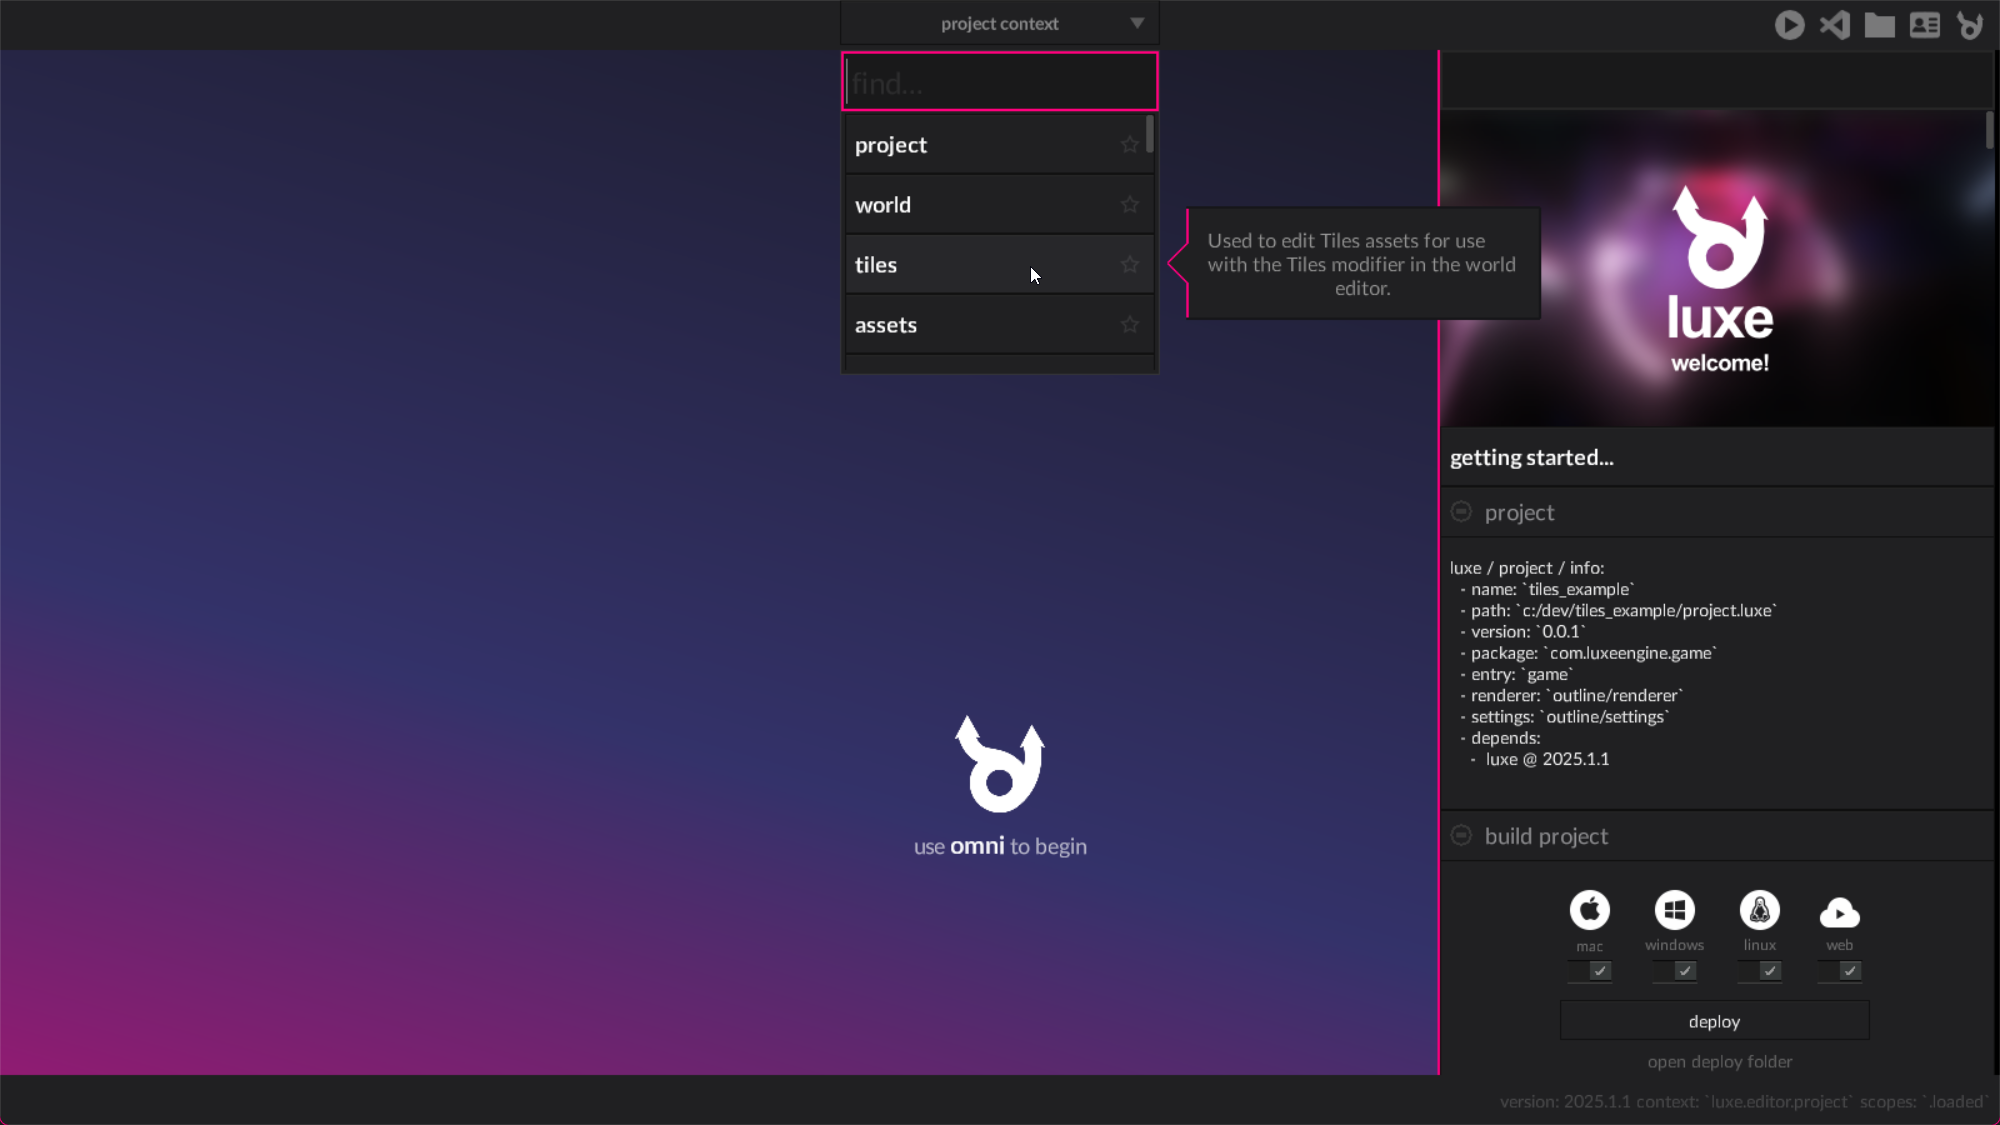 project context
find...
project
world
tiles
assets
Used to edit Tiles assets for use
with the Tiles modifier in the world
editor.
use omni to begin
luxe
welcome!
getting started...
project
luxe / project / info:
- name: `tiles_example`
- path: `c:/dev/tiles_example/project.luxe`
- version: `0.0.1`
- package: `com.luxeengine.game`
- entry: `game`
- renderer: `outline/renderer`
- settings: `outline/settings`
- depends:
- luxe @ 2025.1.1
build project
mac windows linux web
deploy
open deploy folder
version: 2025.1.1 context: `luxe.editor.project` scopes: `.loaded`